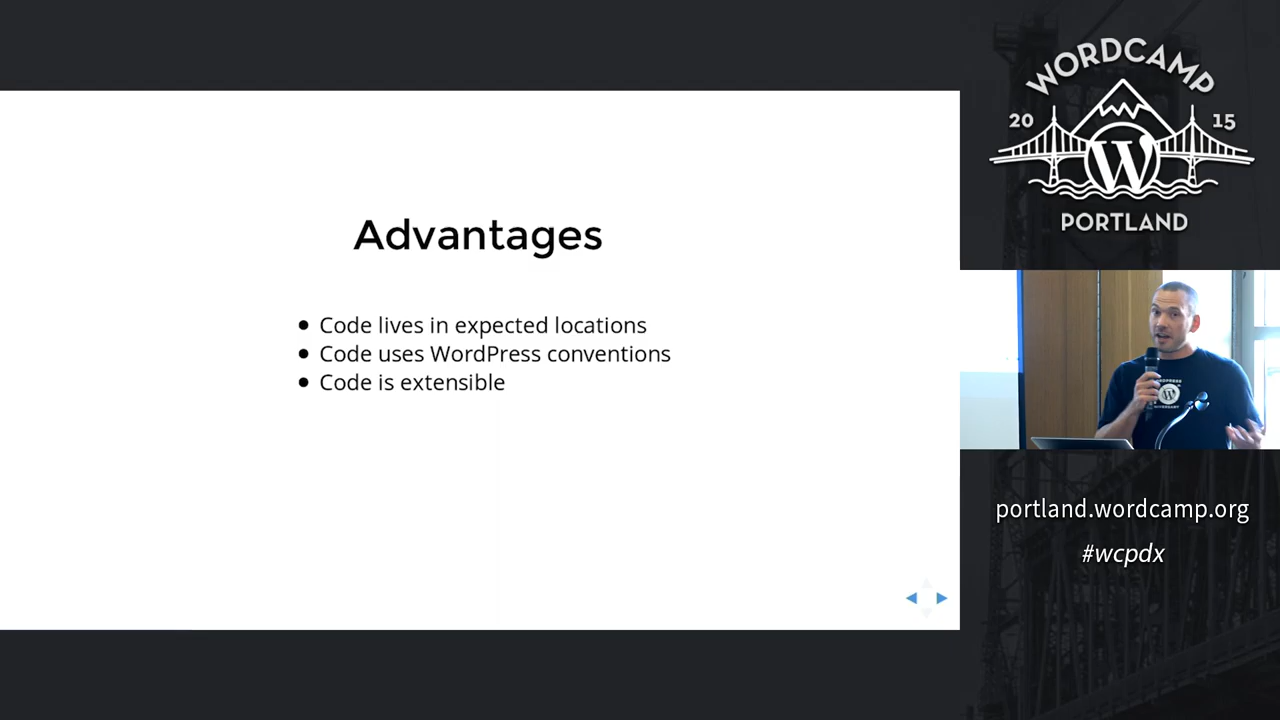 Advantages
Code lives in expected locations
Code uses WordPress conventions
Code is extensible
WORDCAMP
20 15
W
PORTLAND
portland.wordcamp.org
#wcpdx